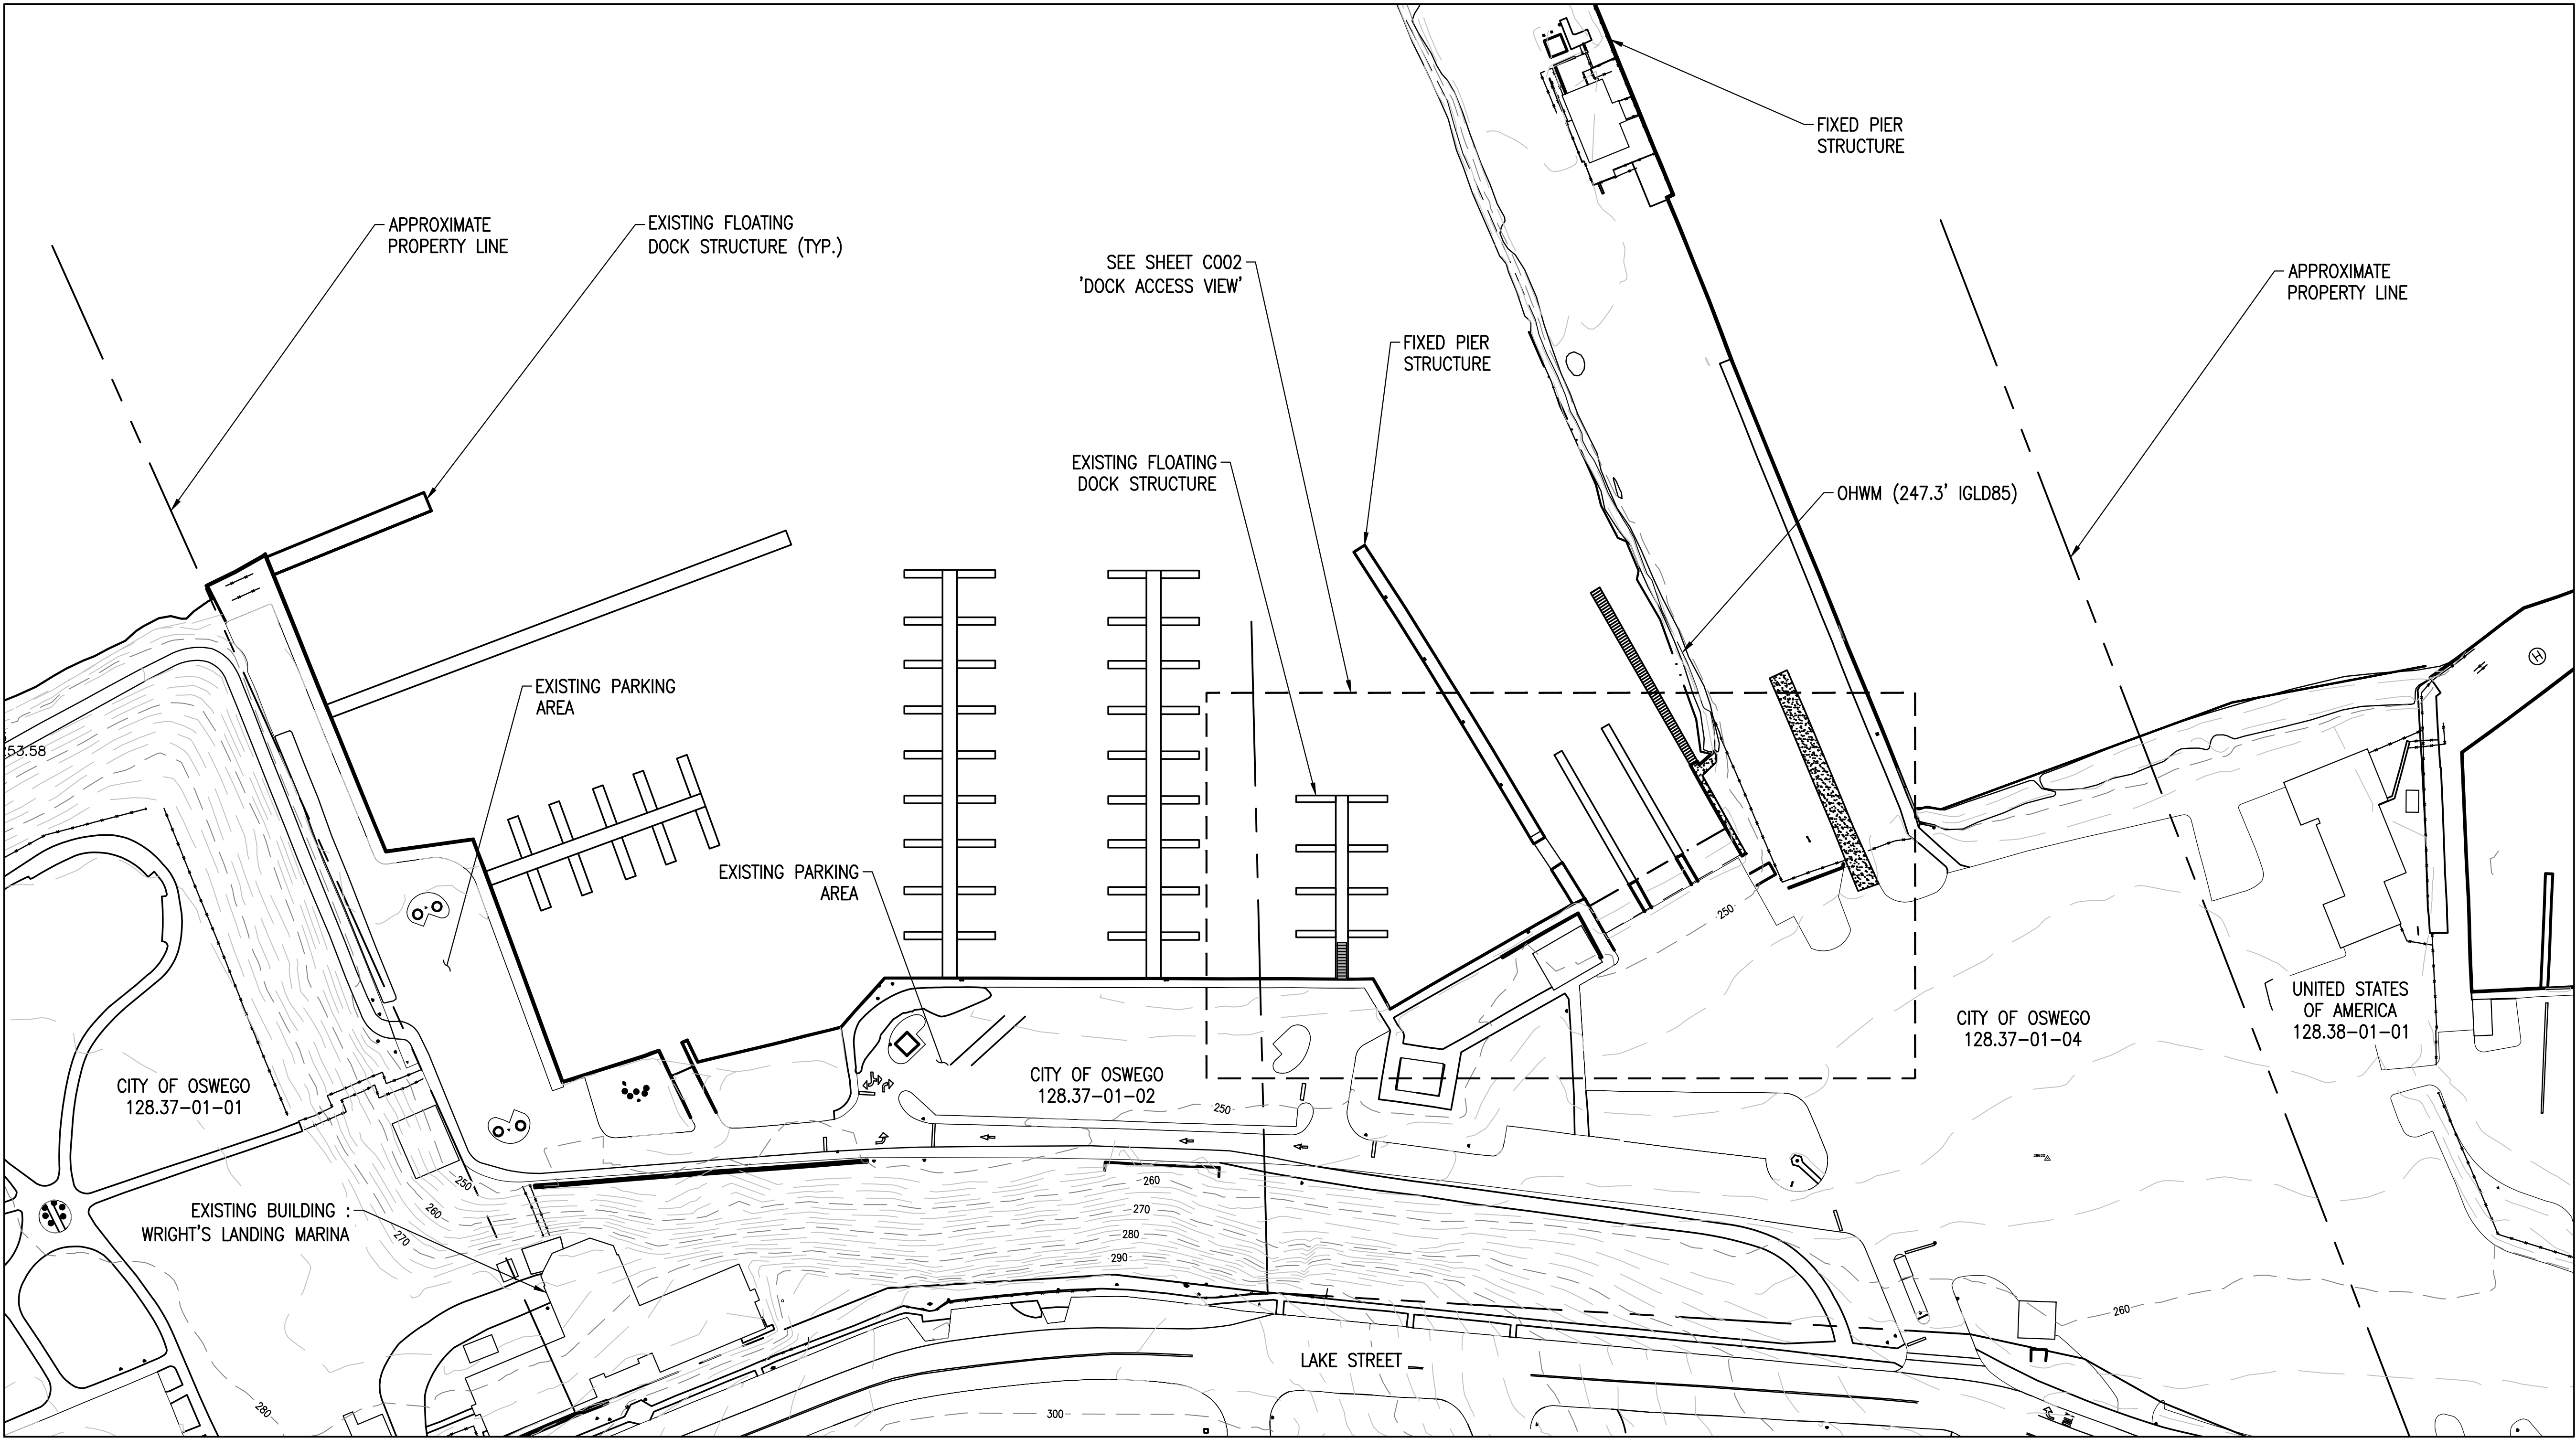 FIXED PIER
STRUCTURE
APPROXIMATE
PROPERTY LINE
EXISTING FLOATING
DOCK STRUCTURE (TYP.)
SEE SHEET C002
'DOCK ACCESS VIEW'
APPROXIMATE
PROPERTY LINE
FIXED PIER
STRUCTURE
EXISTING FLOATING
DOCK STRUCTURE
OHWM (247.3' IGLD85)
EXISTING PARKING
AREA
53.58
H
EXISTING PARKING
AREA
250
UNITED STATES
OF AMERICA
128.38-01-01
CITY OF OSWEGO
128.37-01-04
CITY OF OSWEGO
128.37-01-01
CITY OF OSWEGO
128.37-01-02
250
250
260
270
260
270
280
290
EXISTING BUILDING :
WRIGHT'S LANDING MARINA
260
LAKE STREET
280
300